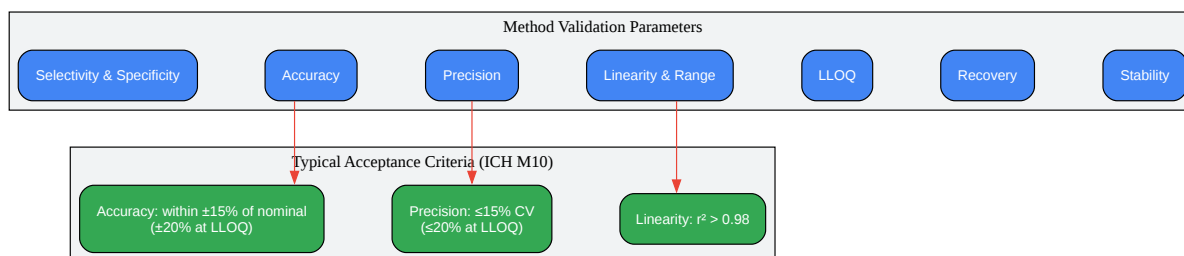 Method Validation Parameters
Selectivity & Specificity
Accuracy
Precision
Linearity & Range
LLOQ
Recovery
Stability
Typical Acceptance Criteria (ICH M10)
Accuracy: within ±15% of nominal
(±20% at LLOQ)
Precision: ≤15% CV
(≤20% at LLOQ)
Linearity: r² > 0.98